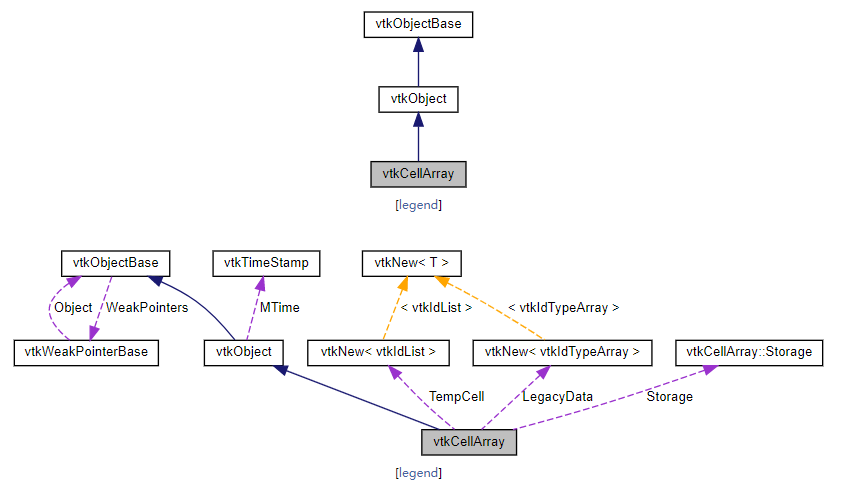 vtkObjectBase
vtkObject
vtkCellArray
[legend]
vtkObjectBase
vtkTimeStamp
vtkNew< T >
Object
WeakPointers
MTime
< vtkIdList >
< vtkIdTypeArray >
vtkWeakPointerBase
vtkObject
vtkNew< vtkIdList >
vtkNew< vtkIdTypeArray >
vtkCellArray::Storage
TempCell
LegacyData
Storage
vtkCellArray
[legend]